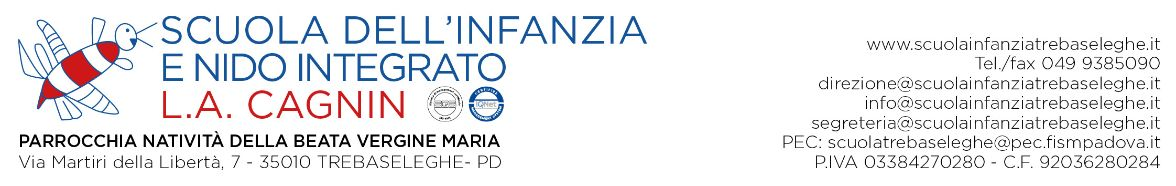 SCUOLA DELL'INFANZIA
E NIDO INTEGRATO
L.A. CAGNIN
IQNet
PARROCCHIA NATIVITÀ DELLA BEATA VERGINE MARIA
Via Martiri della Libertà, 7 - 35010 TREBASELEGHE- PD
www.scuolainfanziatrebaseleghe.it
Tel./fax 049 9385090
direzione@scuolainfanziatrebaseleghe.it
info@scuolainfanziatrebaseleghe.it
segreteria@scuolainfanziatrebaseleghe.it
PEC: scuolatrebaseleghe@pec.fismpadova.it
P.IVA 03384270280 - C.F. 92036280284